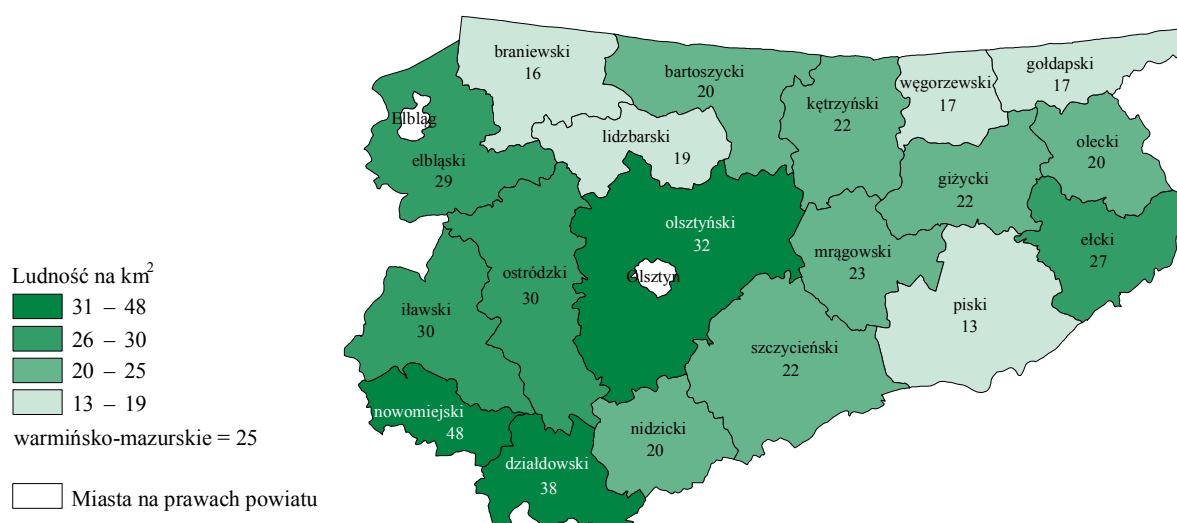 braniewski
16
bartoszycki
20
kętrzyński
22
węgorzewski
17
gołdapski
17
Elbląg
elbląski
29
lidzbarski
19
olecki
20
giżycki
22
olsztyński
32
Olsztyn
mrągowski
23
ełcki
27
ostródzki
30
iławski
30
piski
13
szczycieński
22
nowomiejski
48
nidzicki
20
działdowski
38
Ludność na km²
31 – 48
26 – 30
20 – 25
13 – 19
warmińsko-mazurskie = 25
Miasta na prawach powiatu